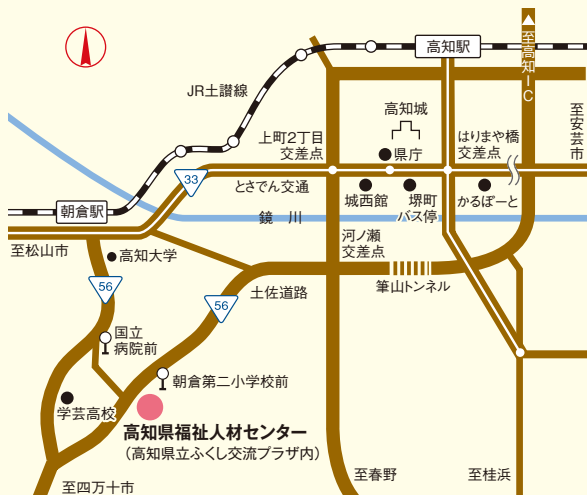 至高知IC
高知駅
JR土讃線
至安芸市
高知城
上町2丁目
交差点
県庁
はりまや橋
交差点
33
とさでん交通
城西館
堺町
バス停
かるぽーと
朝倉駅
鏡川
至松山市
高知大学
河ノ瀬
交差点
筆山トンネル
56
土佐道路
56
国立
病院前
朝倉第二小学校前
学芸高校
高知県福祉人材センター
(高知県立ふくし交流プラザ内)
至春野
至桂浜
至四万十市